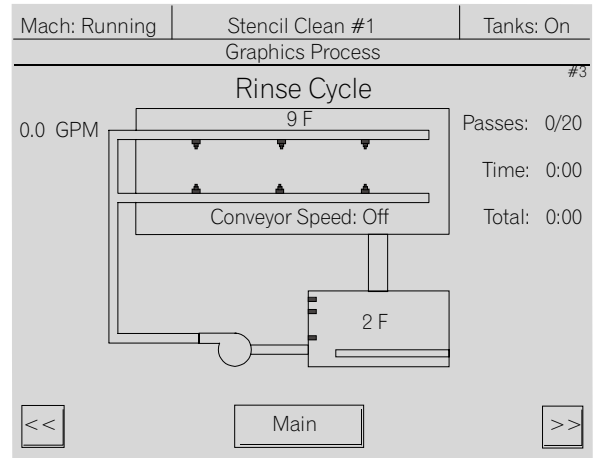 Mach: Running Stencil Clean #1 Tanks: On
Graphics Process
#3
Rinse Cycle
9 F
0.0 GPM
Passes: 0/20
Time: 0:00
Conveyor Speed: Off
Total: 0:00
2 F
<< Main >>